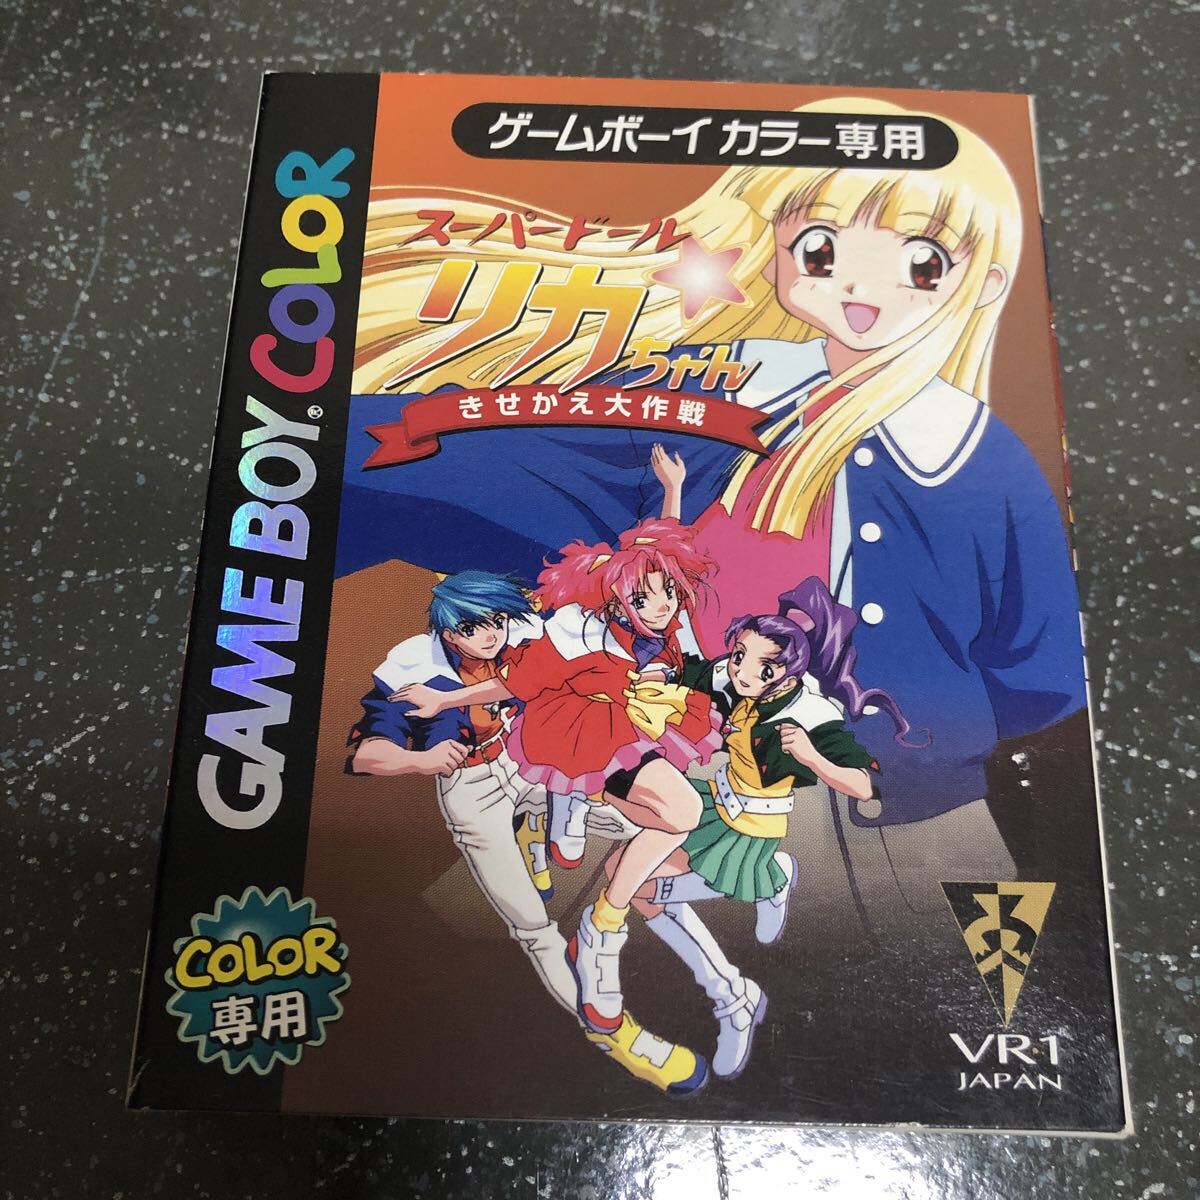 ゲームボーイ カラー専用
スーパードール
リカちゃん
きせかえ大作戦
GAME BOY COLOR
COLOR
専用
VR・1
JAPAN